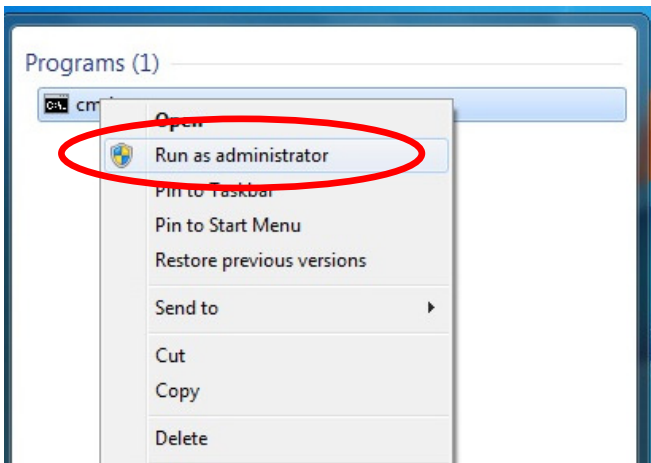 Programs (1)
cmd
Open
Run as administrator
Pin to Taskbar
Pin to Start Menu
Restore previous versions
Send to
Cut
Copy
Delete